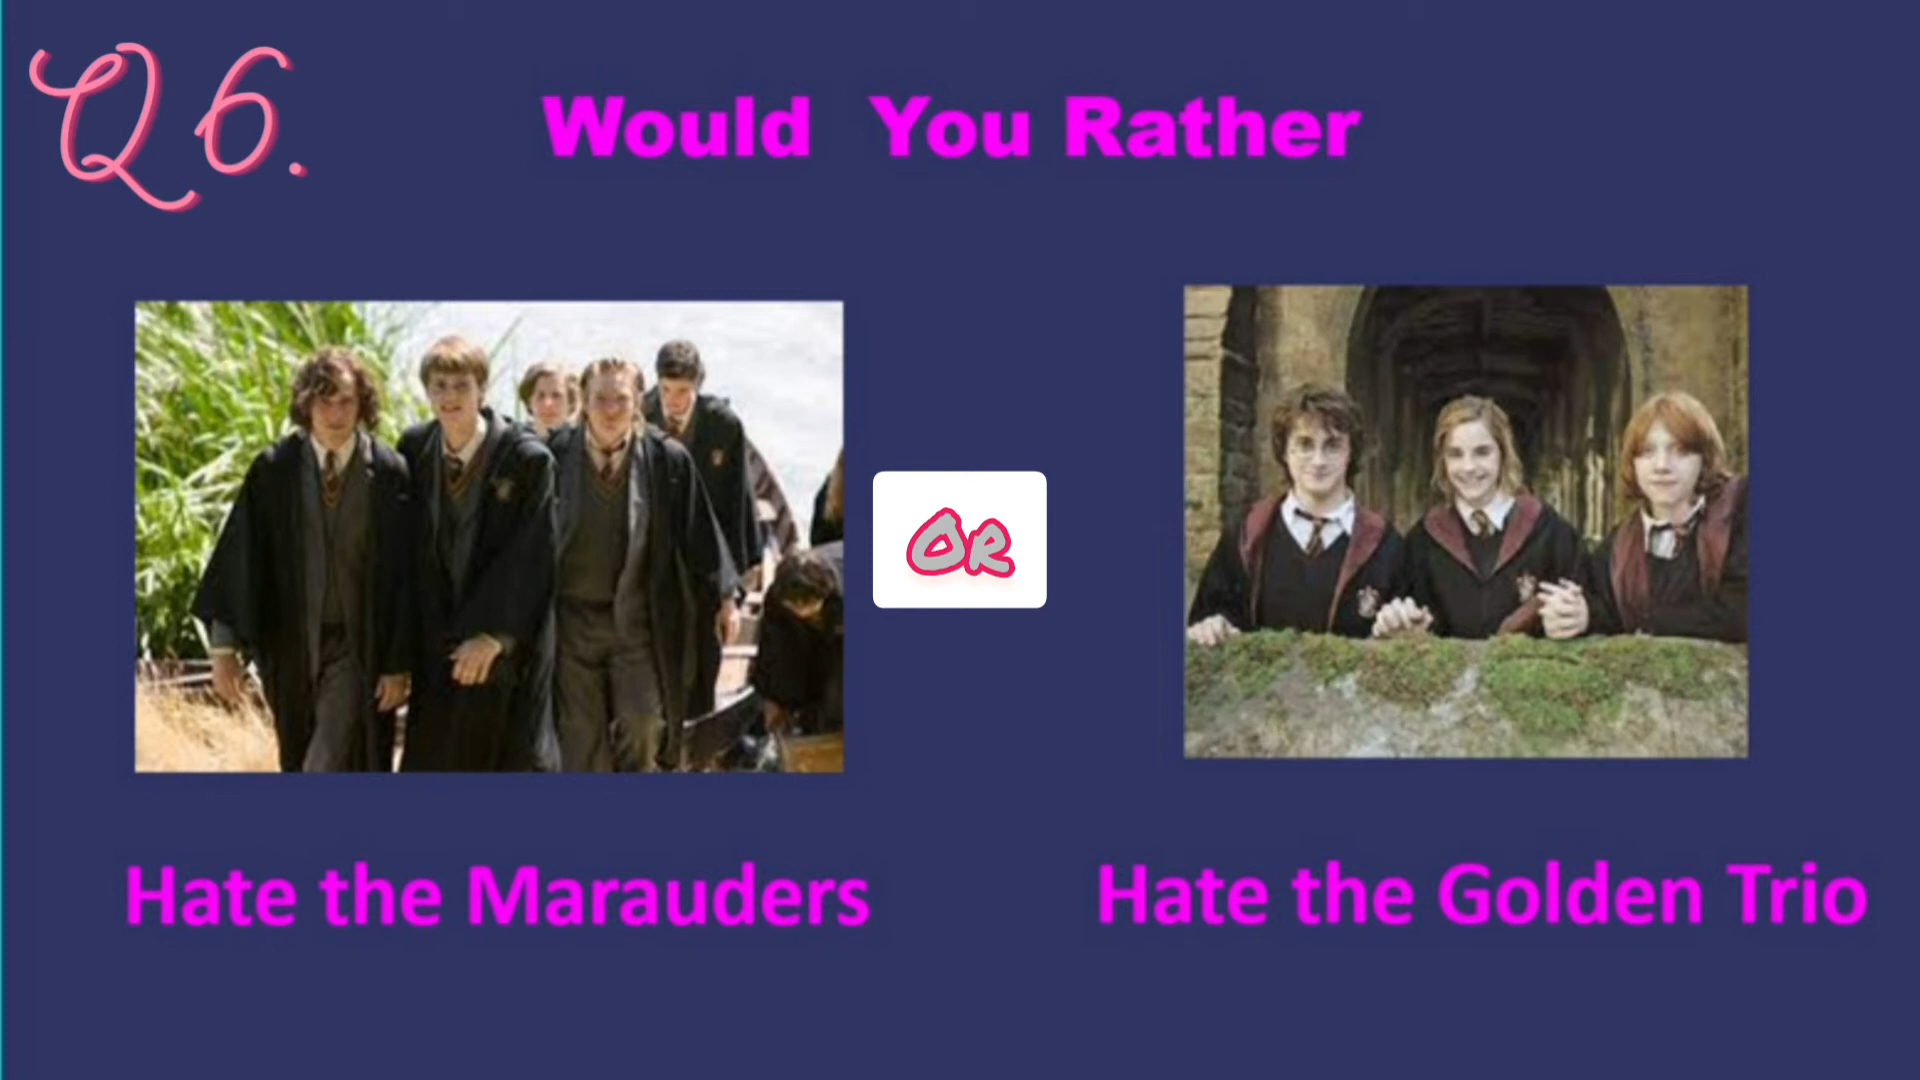 Q6.
Would You Rather
OR
Hate the Marauders
Hate the Golden Trio